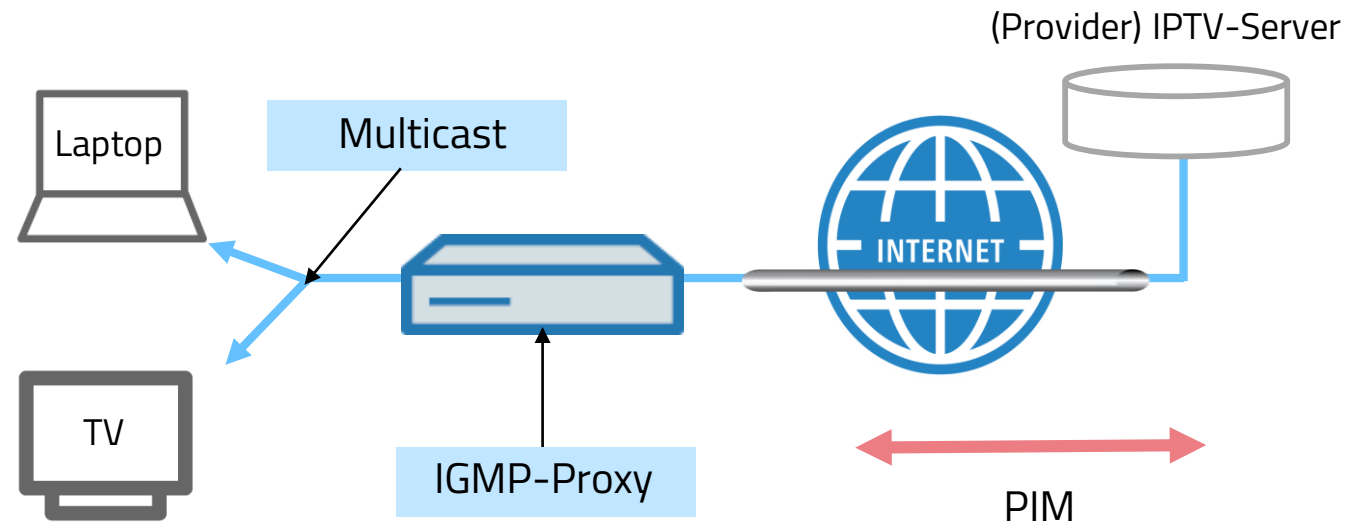 (Provider) IPTV-Server
Laptop
Multicast
INTERNET
TV
IGMP-Proxy
PIM